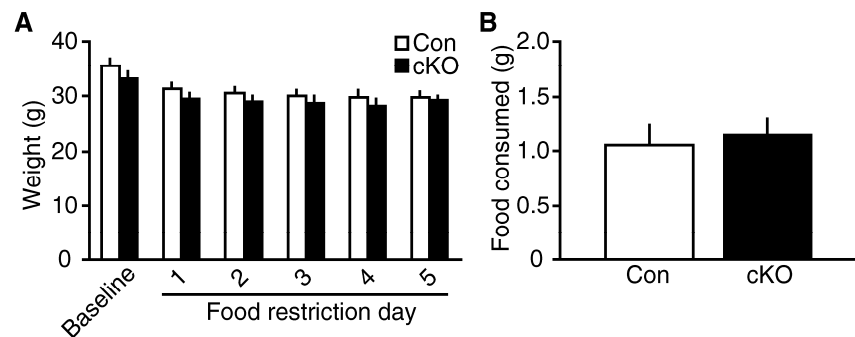 A
Weight (g)
40
30
20
10
0
Con
cKO
Baseline
1 2 3 4 5
Food restriction day
B
Food consumed (g)
2.0
1.5
1.0
0.5
0
Con cKO